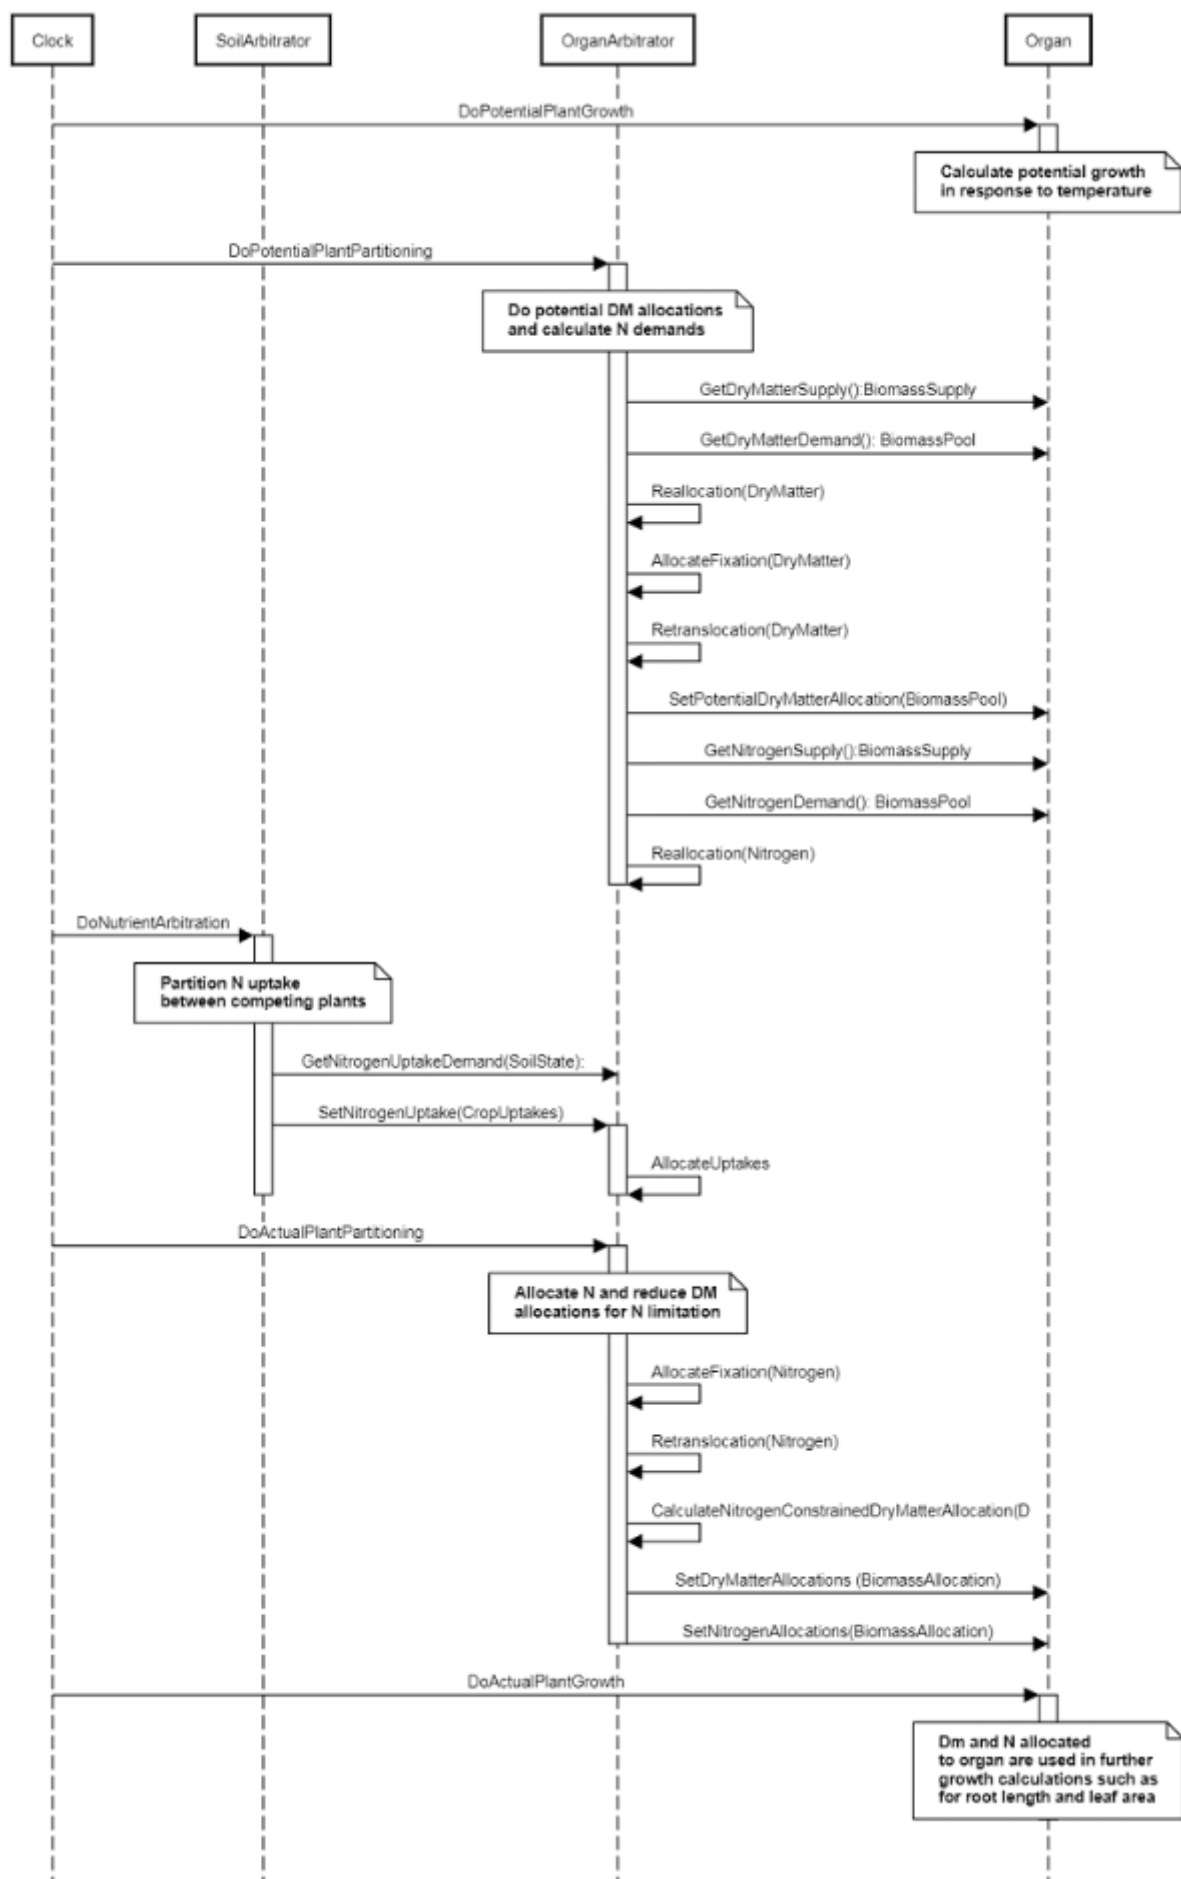 Clock
SoilArbitrator
OrganArbitrator
Organ
DoPotentialPlantGrowth
Calculate potential growth
in response to temperature
DoPotentialPlantPartitioning
Do potential DM allocations
and calculate N demands
GetDryMatterSupply():BiomassSupply
GetDryMatterDemand(): BiomassPool
Reallocation(DryMatter)
AllocateFixation(DryMatter)
Retranslocation(DryMatter)
SetPotentialDryMatterAllocation(BiomassPool)
GetNitrogenSupply():BiomassSupply
GetNitrogenDemand(): BiomassPool
Reallocation(Nitrogen)
DoNutrientArbitration
Partition N uptake
between competing plants
GetNitrogenUptakeDemand(SoilState):
SetNitrogenUptake(CropUptakes)
AllocateUptakes
DoActualPlantPartitioning
Allocate N and reduce DM
allocations for N limitation
AllocateFixation(Nitrogen)
Retranslocation(Nitrogen)
CalculateNitrogenConstrainedDryMatterAllocation(D
SetDryMatterAllocations (BiomassAllocation)
SetNitrogenAllocations(BiomassAllocation)
DoActualPlantGrowth
Dm and N allocated
to organ are used in further
growth calculations such as
for root length and leaf area